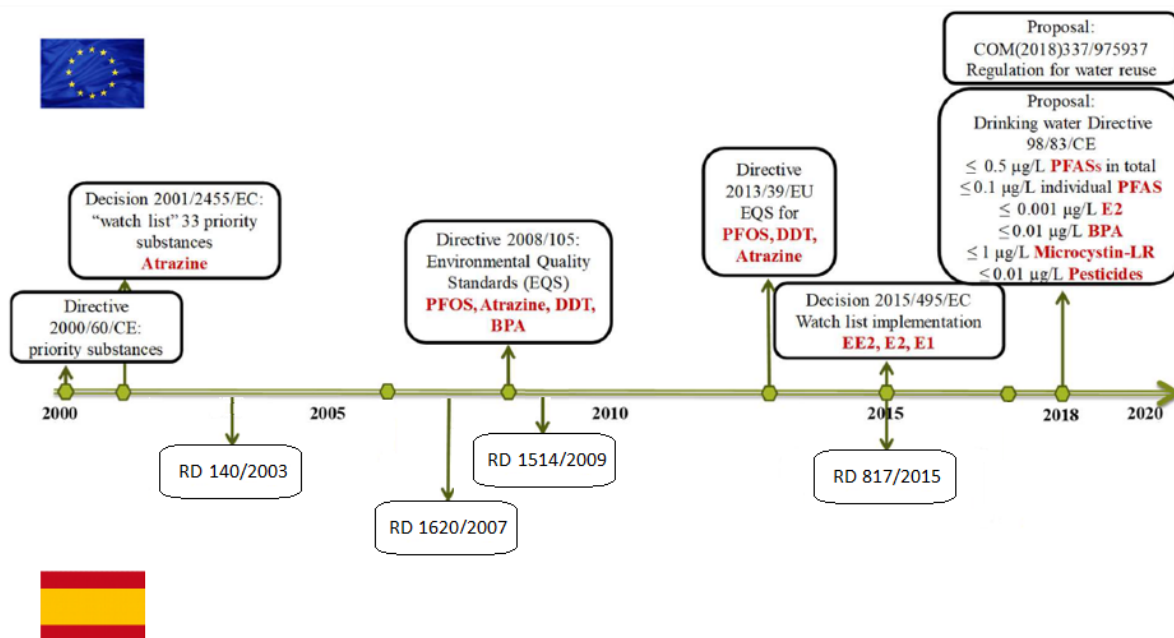 Proposal:
COM(2018)337/975937
Regulation for water reuse
Proposal:
Drinking water Directive
98/83/CE
≤ 0.5 µg/L PFASs in total
≤0.1 µg/L individual PFAS
≤ 0.001 µg/L E2
≤0.01 µg/L BPA
≤ 1 µg/L Microcystin-LR
≤0.01 µg/L Pesticides
Decision 2001/2455/EC:
“watch list” 33 priority
substances
Atrazine
Directive
2000/60/CE:
priority substances
Directive 2008/105:
Environmental Quality
Standards (EQS)
PFOS, Atrazine, DDT,
BPA
Directive
2013/39/EU
EQS for
PFOS, DDT,
Atrazine
Decision 2015/495/EC
Watch list implementation
EE2, E2, E1
2000 2005 2010 2015 2018 2020
RD 140/2003
RD 1620/2007
RD 1514/2009
RD 817/2015